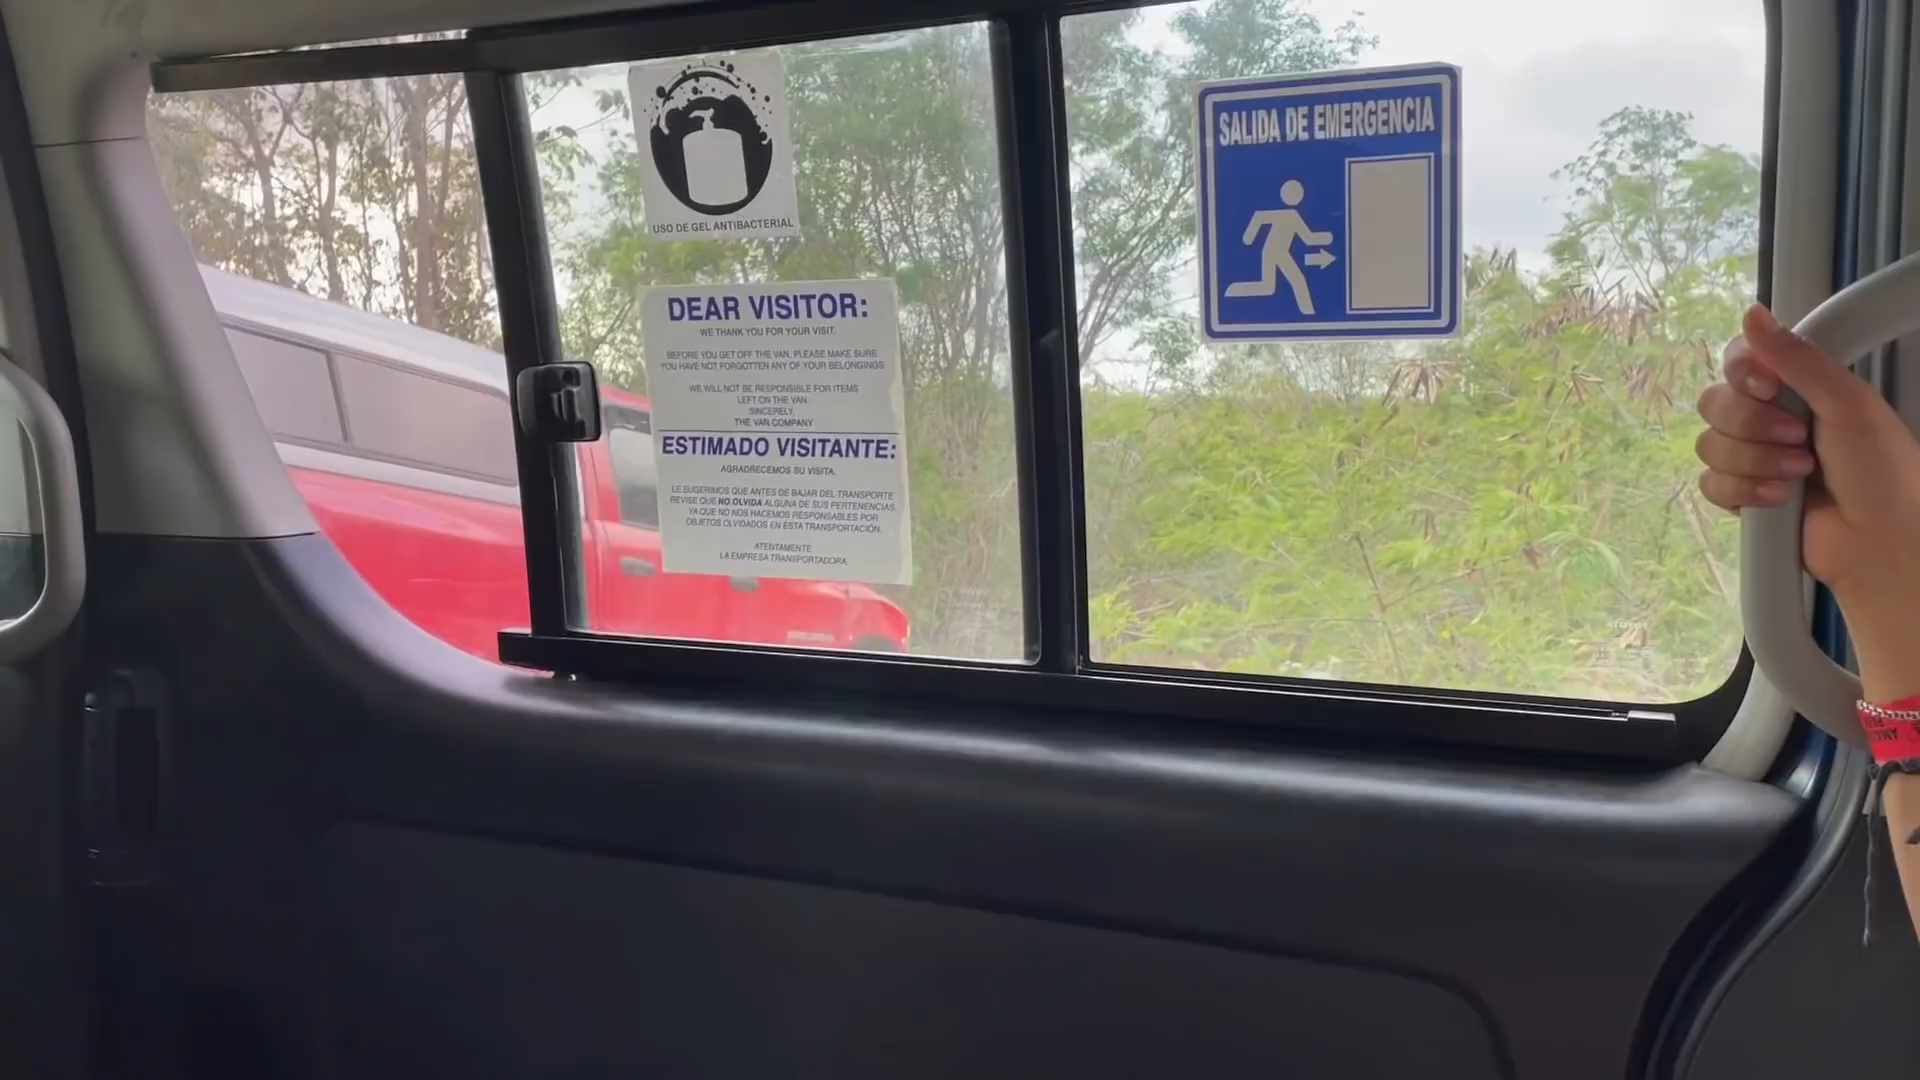 USO DE GEL ANTIBACTERIAL
DEAR VISITOR:
WE THANK YOU FOR YOUR VISIT.
BEFORE YOU GET OFF THE VAN, PLEASE MAKE SURE
YOU HAVE NOT FORGOTTEN ANY OF YOUR BELONGINGS
WE WILL NOT BE RESPONSIBLE FOR ITEMS
LEFT ON THE VAN.
SINCERELY,
THE VAN COMPANY
ESTIMADO VISITANTE:
AGRADRECEMOS SU VISITA.
LE SUGERIMOS QUE ANTES DE BAJAR DEL TRANSPORTE
REVISE QUE NO OLVIDA ALGUNA DE SUS PERTENENCIAS
YA QUE NO NOS HACEMOS RESPONSABLES POR
OBJETOS OLVIDADOS EN ESTA TRANSPORTACIÓN.
ATENTAMENTE
LA EMPRESA TRANSPORTADORA.
SALIDA DE EMERGENCIA